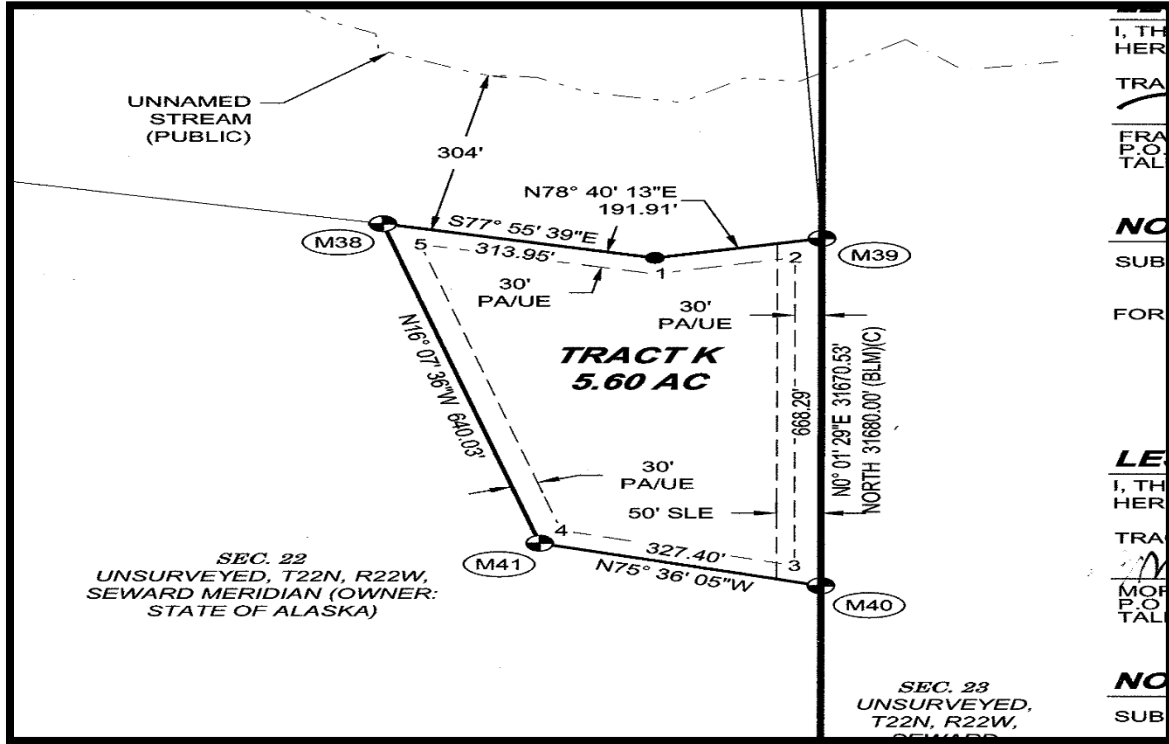 UNNAMED
STREAM
(PUBLIC)
304'
N78° 40' 13"E
191.91'
S77° 55' 39"E
313.95'
M38
5
1
2
M39
30'
PA/UE
30'
PA/UE
TRACT K
5.60 AC
N16° 07' 36"W 640.03'
668.29'
N0° 01' 29"E 31670.53'
NORTH 31680.00' (BLM)(C)
30'
PA/UE
50' SLE
4
327.40'
3
N75° 36' 05"W
M41
M40
SEC. 22
UNSURVEYED, T22N, R22W,
SEWARD MERIDIAN (OWNER:
STATE OF ALASKA)
SEC. 23
UNSURVEYED,
T22N, R22W,
SEWARD
I, TH
HER
TRA
FRA
P.O.
TAL
NO
SUB
FOR
LES
I, TH
HER
TRA
MOR
P.O
TAL
NO
SUB